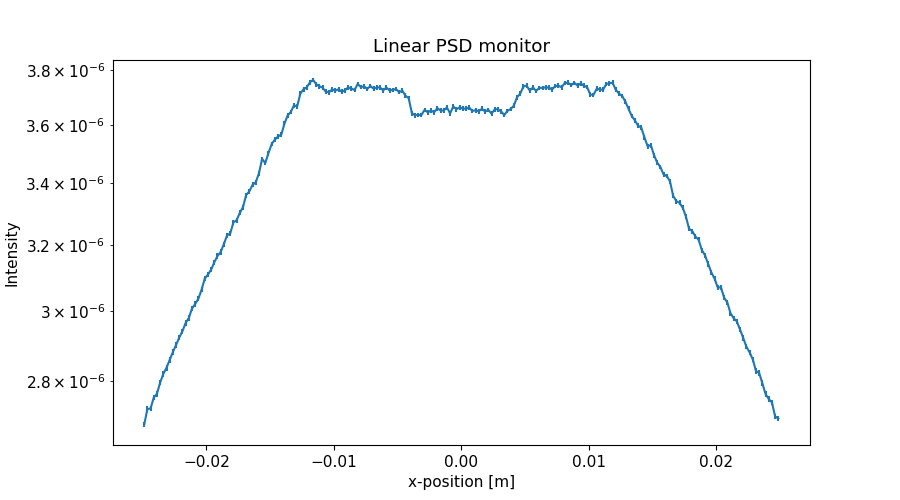 Linear PSD monitor
3.8 × 10⁻⁶
3.6 × 10⁻⁶
3.4 × 10⁻⁶
3.2 × 10⁻⁶
3 × 10⁻⁶
2.8 × 10⁻⁶
Intensity
−0.02 −0.01 0.00 0.01 0.02
x-position [m]